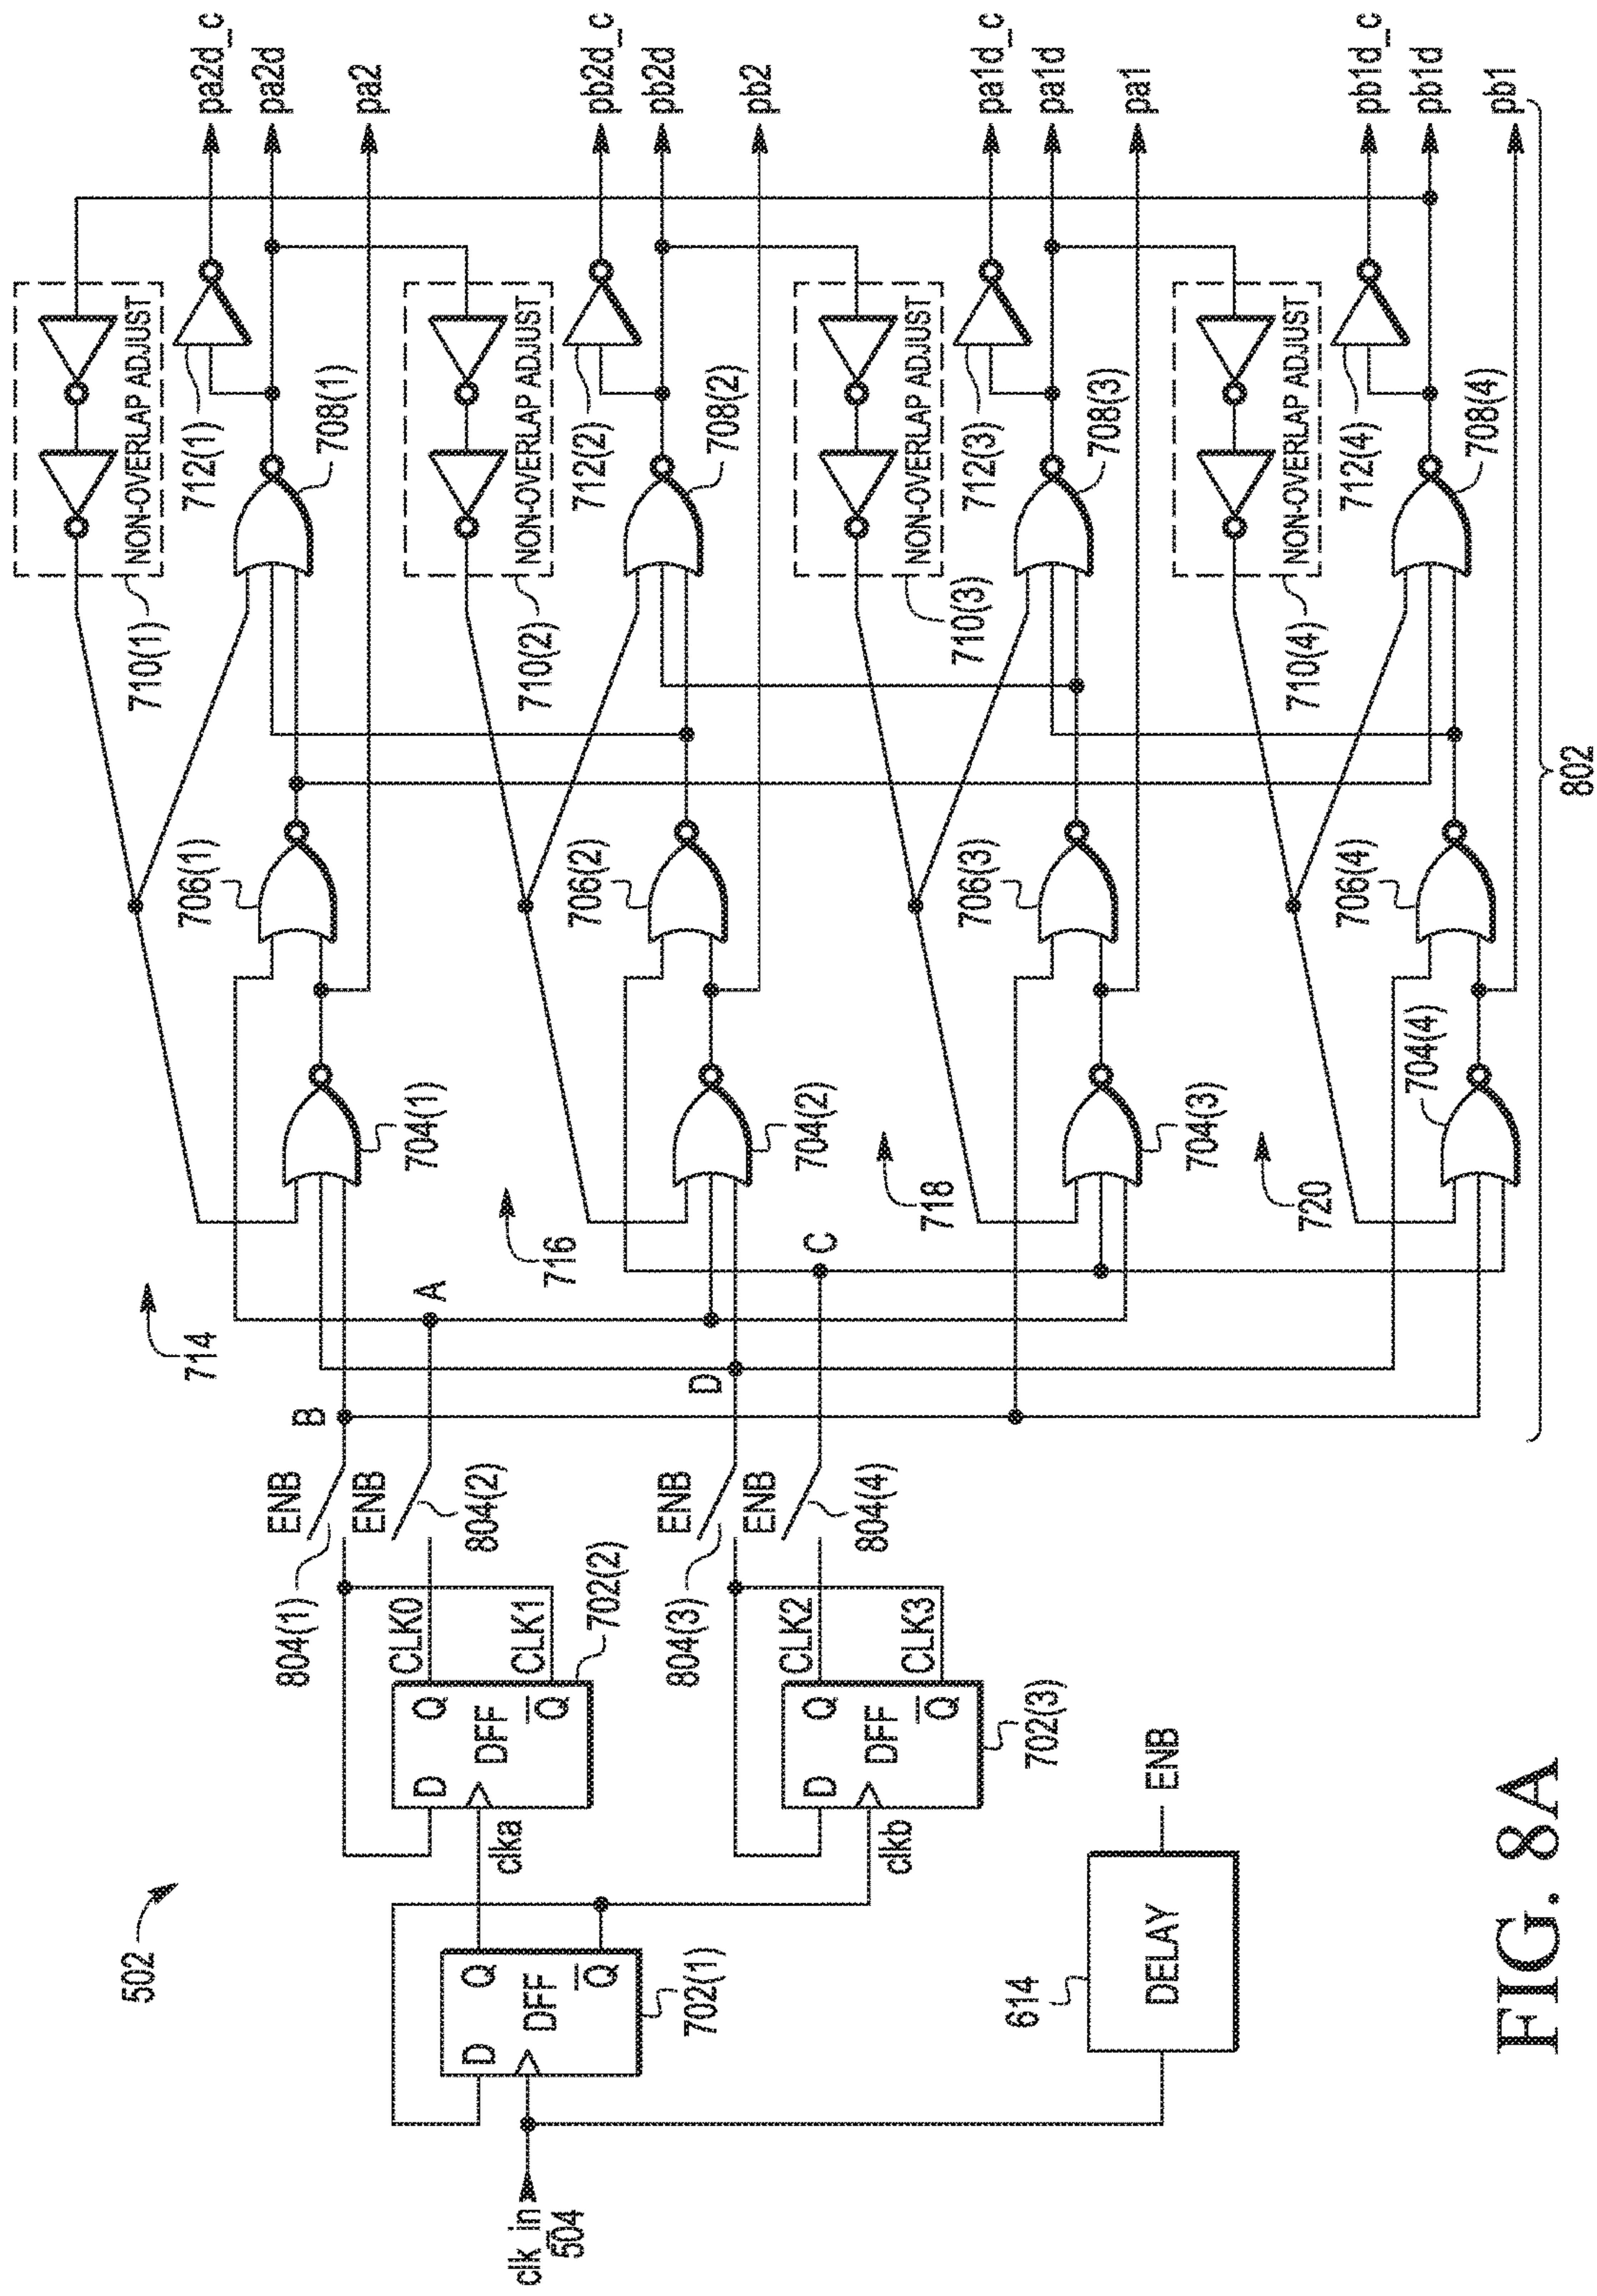 FIG. 8A
502
clk_in
504
D
Q
DFF
Q
702(1)
614
DELAY
ENB
clka
D
Q
DFF
Q
702(2)
CLK0
CLK1
clkb
D
Q
DFF
Q
702(3)
CLK2
CLK3
804(1)
ENB
ENB
804(2)
804(3)
ENB
ENB
804(4)
B
A
D
C
714
716
718
720
704(1)
704(2)
704(3)
704(4)
706(1)
706(2)
706(3)
706(4)
708(1)
708(2)
708(3)
708(4)
710(1)
NON-OVERLAP ADJUST
710(2)
NON-OVERLAP ADJUST
710(3)
NON-OVERLAP ADJUST
710(4)
NON-OVERLAP ADJUST
712(1)
712(2)
712(3)
712(4)
pa2d_c
pa2d
pa2
pb2d_c
pb2d
pb2
pa1d_c
pa1d
pa1
pb1d_c
pb1d
pb1
802